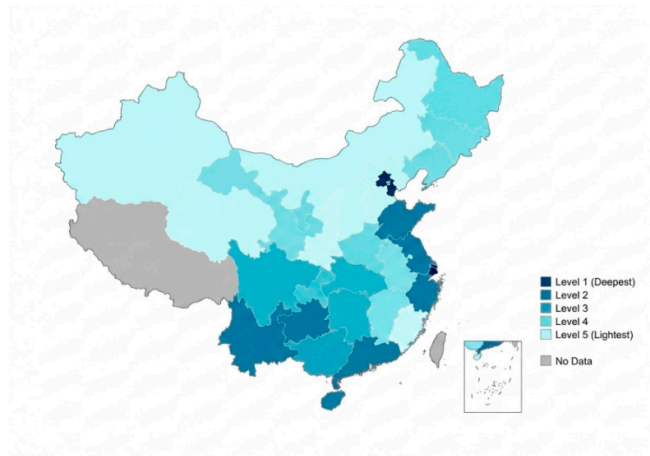 Level 1 (Deepest)
Level 2
Level 3
Level 4
Level 5 (Lightest)
No Data